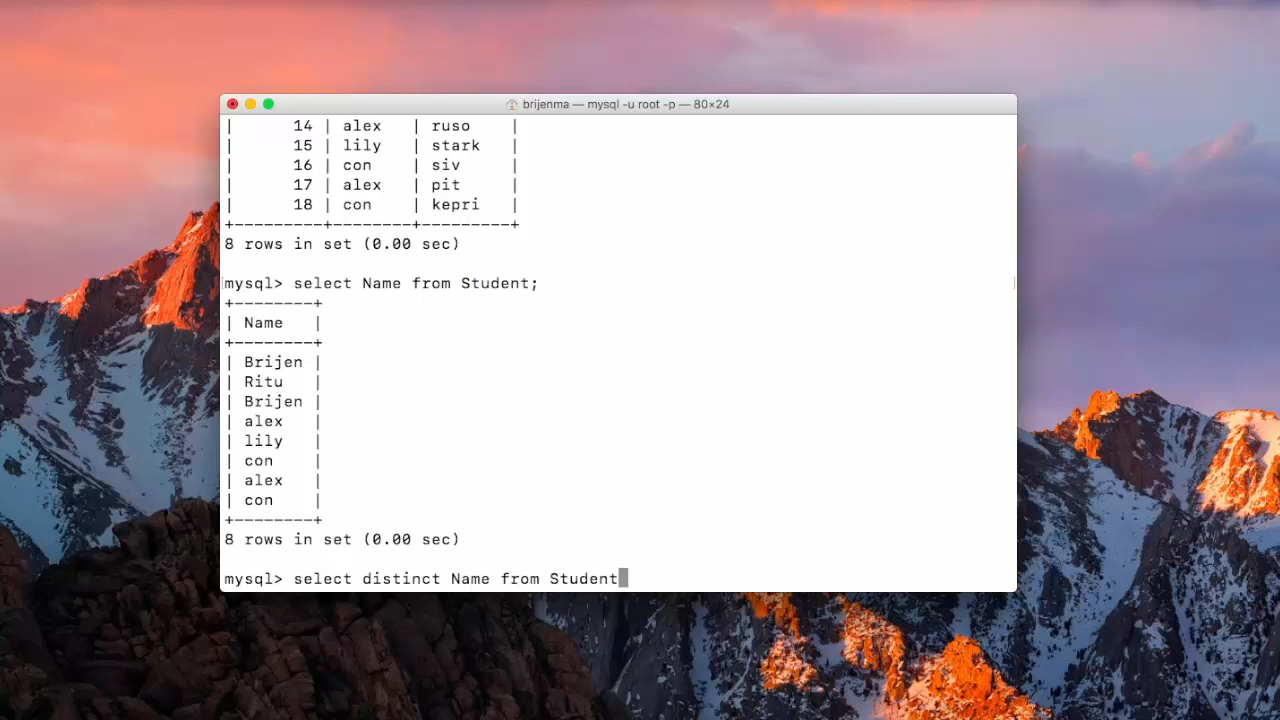 brijenma — mysql -u root -p — 80×24
|      14 | alex   | ruso    |
|      15 | lily   | stark   |
|      16 | con    | siv     |
|      17 | alex   | pit     |
|      18 | con    | kepri   |
+---------+--------+---------+
8 rows in set (0.00 sec)
mysql> select Name from Student;
+--------+
| Name   |
+--------+
| Brijen |
| Ritu   |
| Brijen |
| alex   |
| lily   |
| con    |
| alex   |
| con    |
+--------+
8 rows in set (0.00 sec)
mysql> select distinct Name from Student